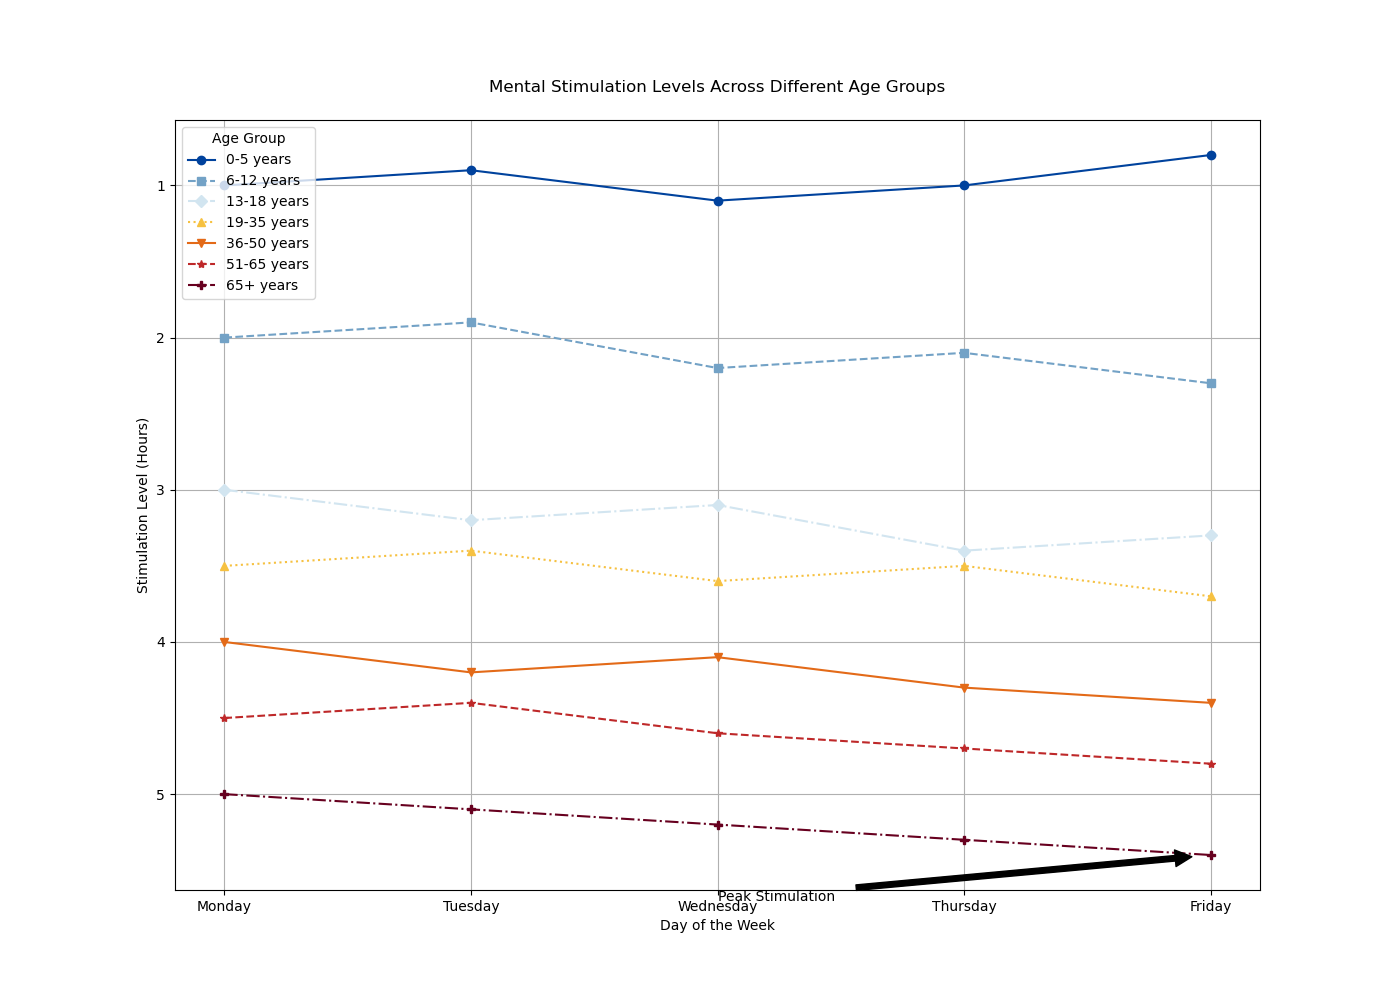 Mental Stimulation Levels Across Different Age Groups
Age Group
0-5 years
6-12 years
13-18 years
19-35 years
36-50 years
51-65 years
65+ years
Stimulation Level (Hours)
1
2
3
4
5
Peak Stimulation
Monday
Tuesday
Wednesday
Thursday
Friday
Day of the Week